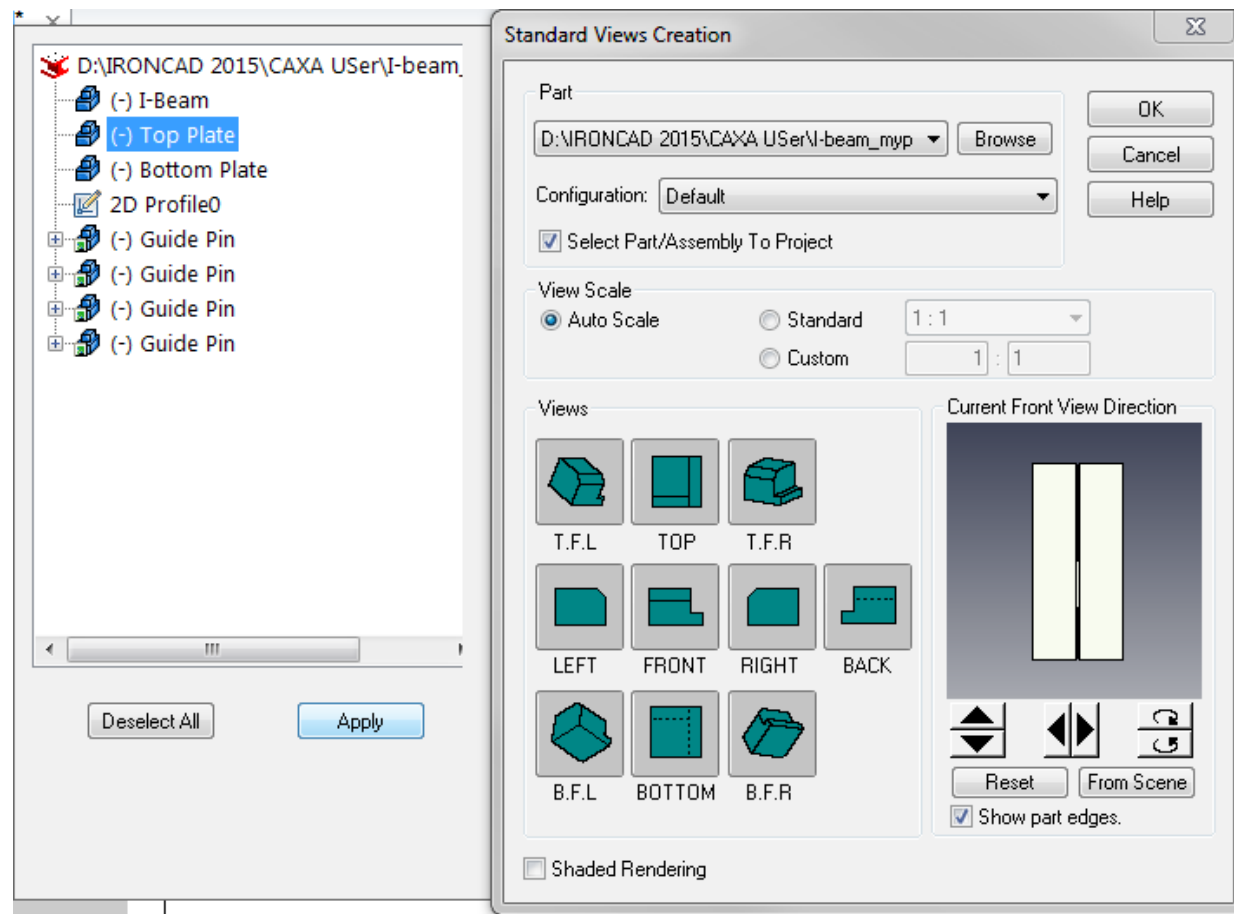 *
D:\IRONCAD 2015\CAXA USer\I-beam_
(-) I-Beam
(-) Top Plate
(-) Bottom Plate
2D Profile0
(-) Guide Pin
(-) Guide Pin
(-) Guide Pin
(-) Guide Pin
Deselect All
Apply
Standard Views Creation
Part
D:\IRONCAD 2015\CAXA USer\I-beam_myp
Browse
OK
Cancel
Configuration:
Default
Help
Select Part/Assembly To Project
View Scale
Auto Scale
Standard
1 : 1
Custom
1 : 1
Views
T.F.L
TOP
T.F.R
LEFT
FRONT
RIGHT
BACK
B.F.L
BOTTOM
B.F.R
Current Front View Direction
Reset
From Scene
Show part edges.
Shaded Rendering